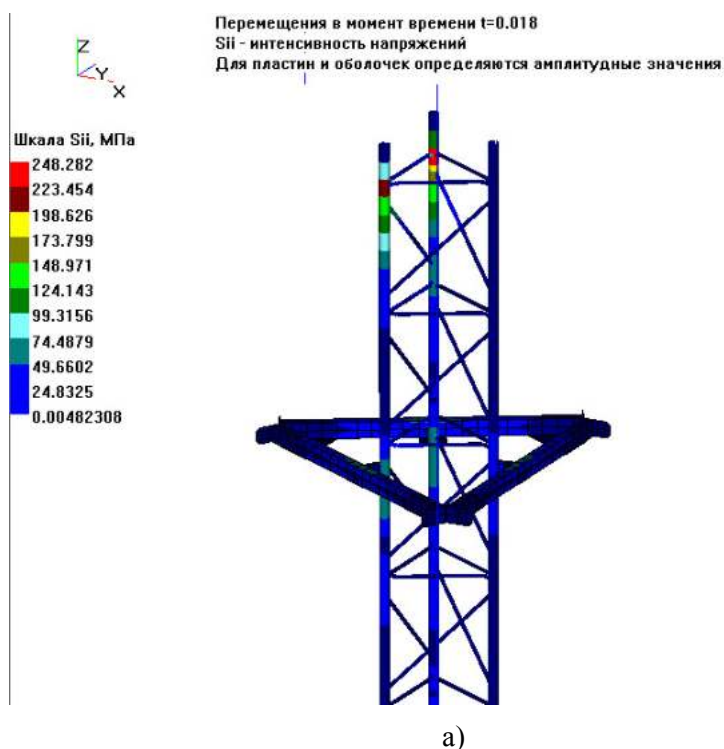 Перемещения в момент времени t=0.018
Sii - интенсивность напряжений
Для пластин и оболочек определяются амплитудные значения
Z
Y
X
Шкала Sii, МПа
248.282
223.454
198.626
173.799
148.971
124.143
99.3156
74.4879
49.6602
24.8325
0.00482308
а)